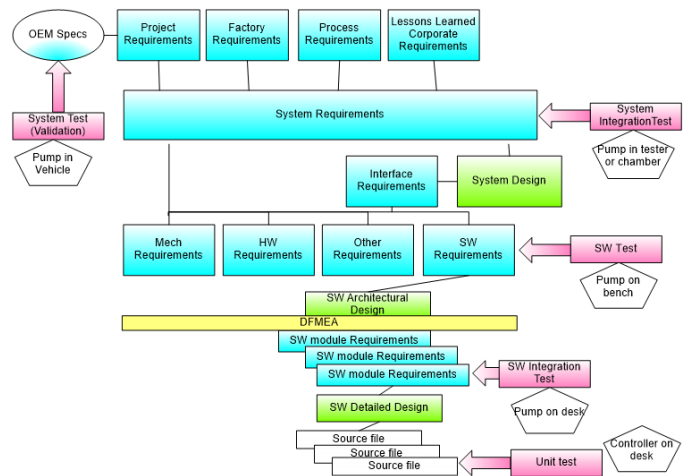 OEM Specs
Project
Requirements
Factory
Requirements
Process
Requirements
Lessons Learned
Corporate
Requirements
System Test
(Validation)
System Requirements
System
IntegrationTest
Pump in
Vehicle
Pump in tester
or chamber
Interface
Requirements
System Design
Mech
Requirements
HW
Requirements
Other
Requirements
SW
Requirements
SW Test
Pump on
bench
SW Architectural
Design
DFMEA
SW module Requirements
SW module Requirements
SW module Requirements
SW Integration
Test
SW Detailed Design
Pump on desk
Source file
Source file
Source file
Unit test
Controller on
desk